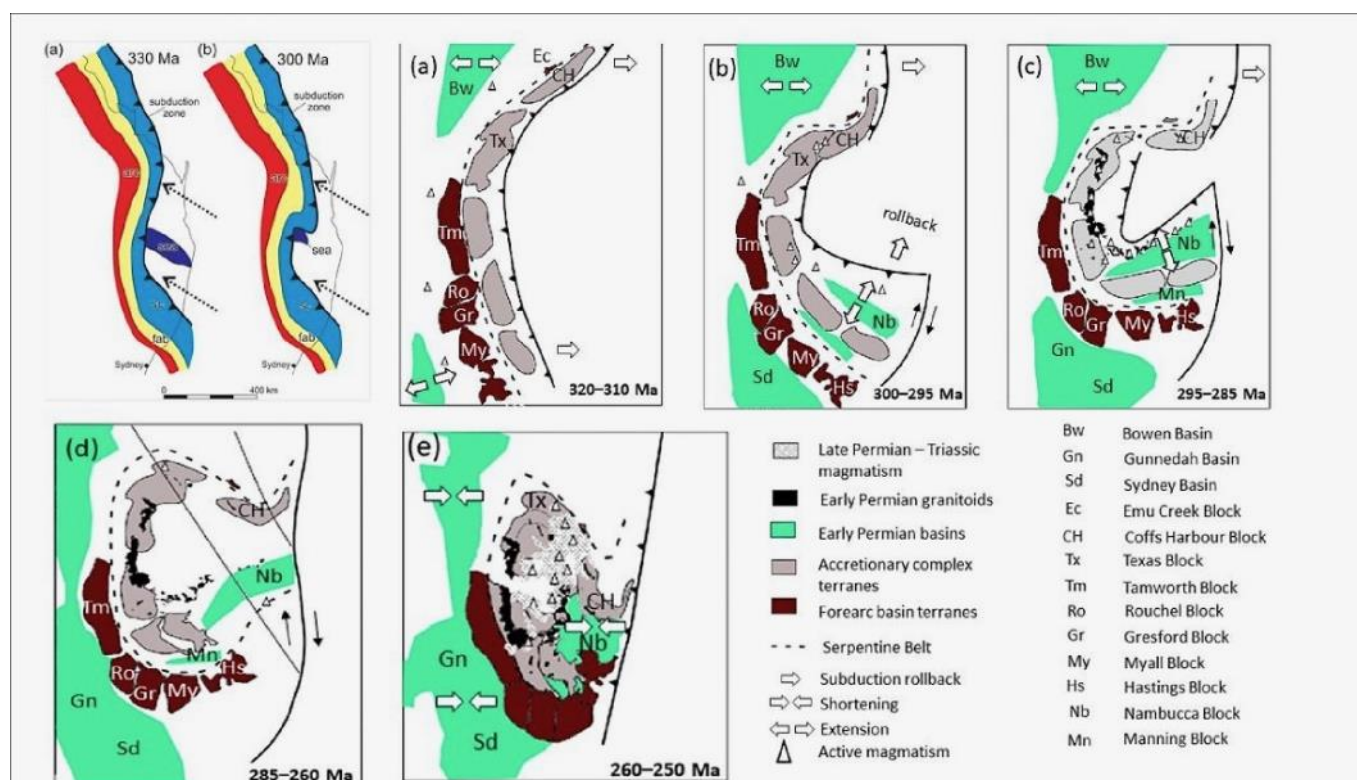 (a)
330 Ma
subduction
zone
arc
sea
fab
Sydney
0
400 km
(b)
300 Ma
subduction
zone
arc
sea
fab
Sydney
(a)
Ec
CH
Bw
Tx
Tm
Ro
Gr
My
320–310 Ma
(b)
Bw
CH
Tx
rollback
Tm
Ro
Gr
Nb
My
Sd
Hs
300–295 Ma
(c)
Bw
CH
Tm
Nb
Mn
Ro
Gr
My
Hs
Gn
Sd
295–285 Ma
(d)
CH
Nb
Tm
Mn
Ro
Gr
My
Hs
Gn
Sd
285–260 Ma
(e)
Tx
CH
Gn
Nb
Sd
260–250 Ma
Late Permian – Triassic
magmatism
Early Permian granitoids
Early Permian basins
Accretionary complex
terranes
Forearc basin terranes
Serpentine Belt
Subduction rollback
Shortening
Extension
Active magmatism
Bw Bowen Basin
Gn Gunnedah Basin
Sd Sydney Basin
Ec Emu Creek Block
CH Coffs Harbour Block
Tx Texas Block
Tm Tamworth Block
Ro Rouchel Block
Gr Gresford Block
My Myall Block
Hs Hastings Block
Nb Nambucca Block
Mn Manning Block